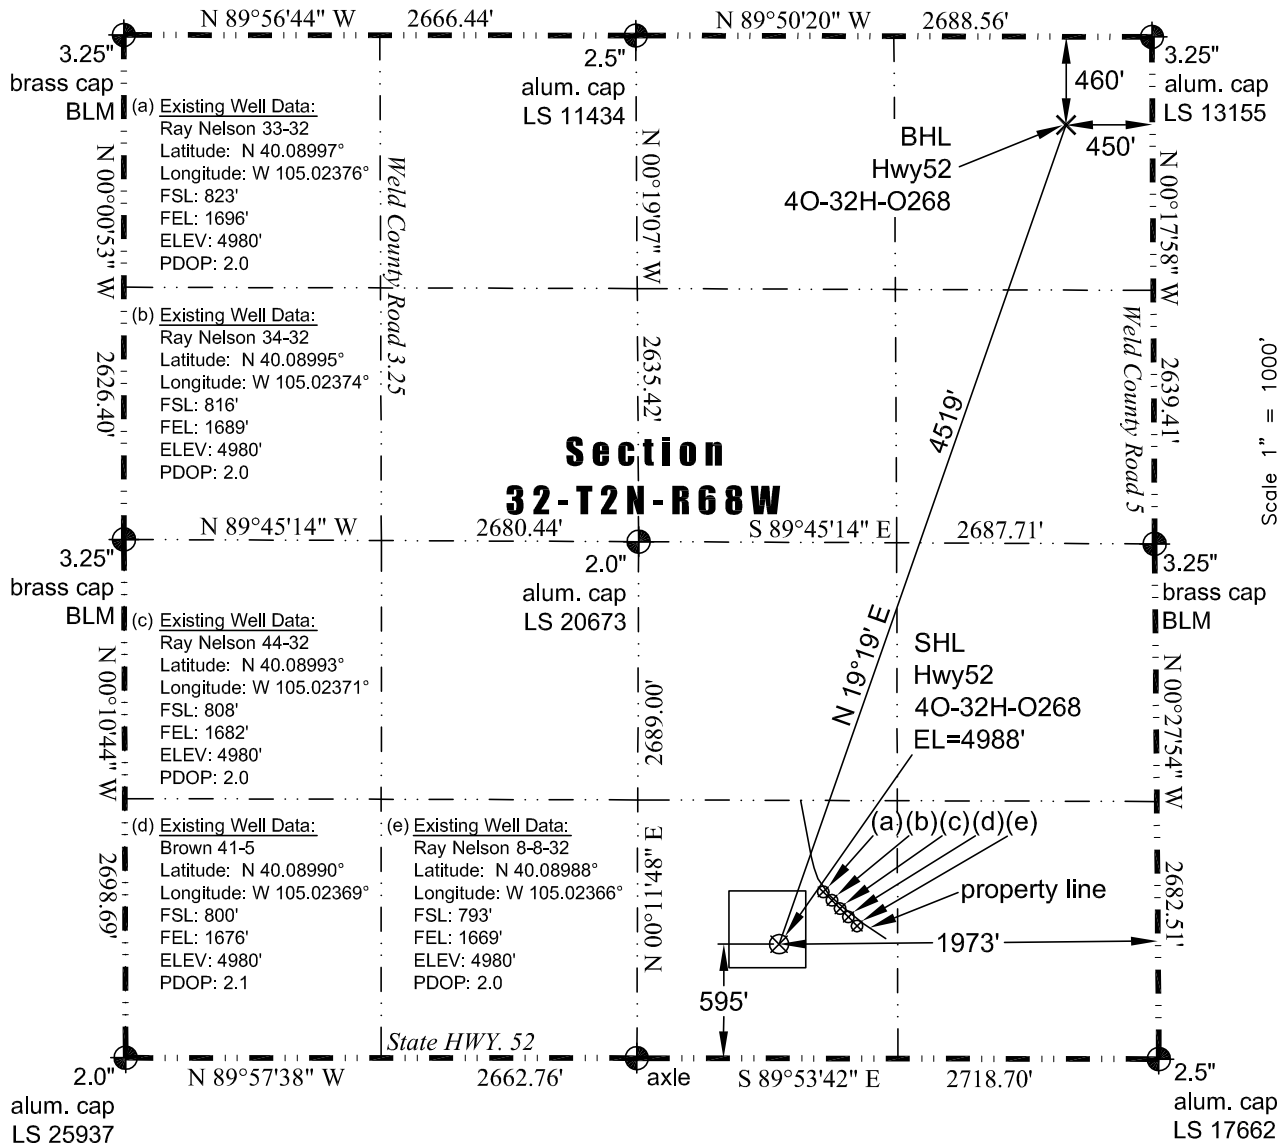 N 89°56'44" W 2666.44' N 89°50'20" W 2688.56'
3.25"
brass cap
BLM
2.5"
alum. cap
LS 11434
3.25"
alum. cap
LS 13155
460'
450'
BHL
Hwy52
4O-32H-O268
(a) Existing Well Data:
Ray Nelson 33-32
Latitude: N 40.08997°
Longitude: W 105.02376°
FSL: 823'
FEL: 1696'
ELEV: 4980'
PDOP: 2.0
N 00°00'53" W
2626.40'
Weld County Road 3.25
N 00°19'07" W
2635.42'
N 00°17'58" W
2639.41'
Weld County Road 5
Scale 1" = 1000'
(b) Existing Well Data:
Ray Nelson 34-32
Latitude: N 40.08995°
Longitude: W 105.02374°
FSL: 816'
FEL: 1689'
ELEV: 4980'
PDOP: 2.0
4519'
N 19°19' E
Section
32-T2N-R68W
N 89°45'14" W 2680.44' S 89°45'14" E 2687.71'
3.25"
brass cap
BLM
2.0"
alum. cap
LS 20673
3.25"
brass cap
BLM
(c) Existing Well Data:
Ray Nelson 44-32
Latitude: N 40.08993°
Longitude: W 105.02371°
FSL: 808'
FEL: 1682'
ELEV: 4980'
PDOP: 2.0
N 00°10'44" W
2698.69'
N 00°11'48" E
2689.00'
N 00°27'54" W
2682.51'
SHL
Hwy52
4O-32H-O268
EL=4988'
(d) Existing Well Data:
Brown 41-5
Latitude: N 40.08990°
Longitude: W 105.02369°
FSL: 800'
FEL: 1676'
ELEV: 4980'
PDOP: 2.1
(e) Existing Well Data:
Ray Nelson 8-8-32
Latitude: N 40.08988°
Longitude: W 105.02366°
FSL: 793'
FEL: 1669'
ELEV: 4980'
PDOP: 2.0
(a)(b)(c)(d)(e)
property line
1973'
595'
State HWY. 52
N 89°57'38" W 2662.76' S 89°53'42" E 2718.70'
2.0"
alum. cap
LS 25937
axle
2.5"
alum. cap
LS 17662